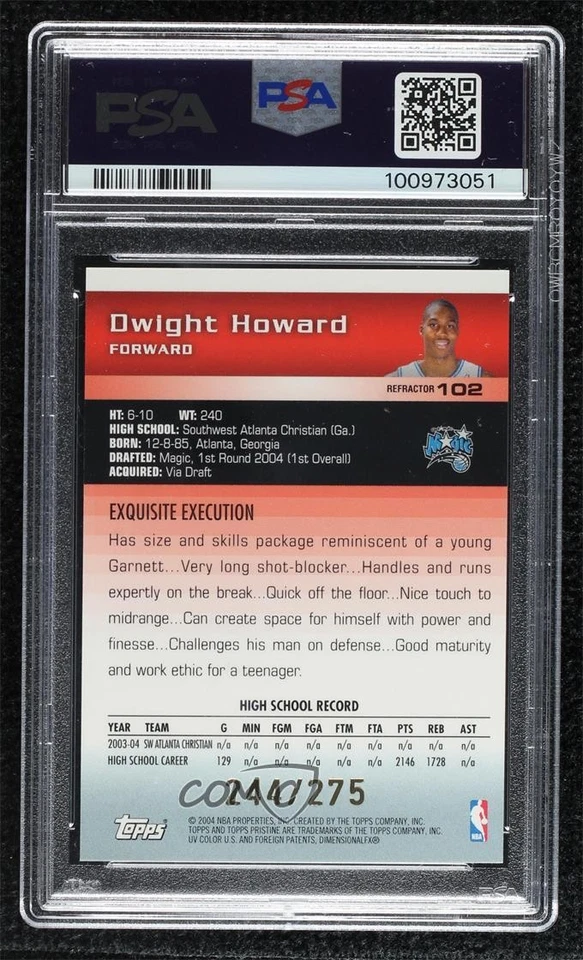 PSA
PSA
100973051
Dwight Howard
FORWARD
REFRACTOR 102
HT: 6-10 WT: 240
HIGH SCHOOL: Southwest Atlanta Christian (Ga.)
BORN: 12-8-85, Atlanta, Georgia
DRAFTED: Magic, 1st Round 2004 (1st Overall)
ACQUIRED: Via Draft
MAGIC
EXQUISITE EXECUTION
Has size and skills package reminiscent of a young
Garnett...Very long shot-blocker...Handles and runs
expertly on the break...Quick off the floor...Nice touch to
midrange...Can create space for himself with power and
finesse...Challenges his man on defense...Good maturity
and work ethic for a teenager.
HIGH SCHOOL RECORD
YEAR TEAM G MIN FGM FGA FTM FTA PTS REB AST
2003-04 SW ATLANTA CHRISTIAN n/a n/a n/a n/a n/a n/a n/a n/a n/a
HIGH SCHOOL CAREER 129 n/a n/a n/a n/a n/a 2146 1728 n/a
244/275
COMC
Topps
© 2004 NBA PROPERTIES, INC. CREATED BY THE TOPPS COMPANY, INC.
TOPPS AND TOPPS PRISTINE ARE TRADEMARKS OF THE TOPPS COMPANY, INC.
UV COLOR U.S. AND FOREIGN PATENTS, DIMENSIONALFX®
NBA
PSA